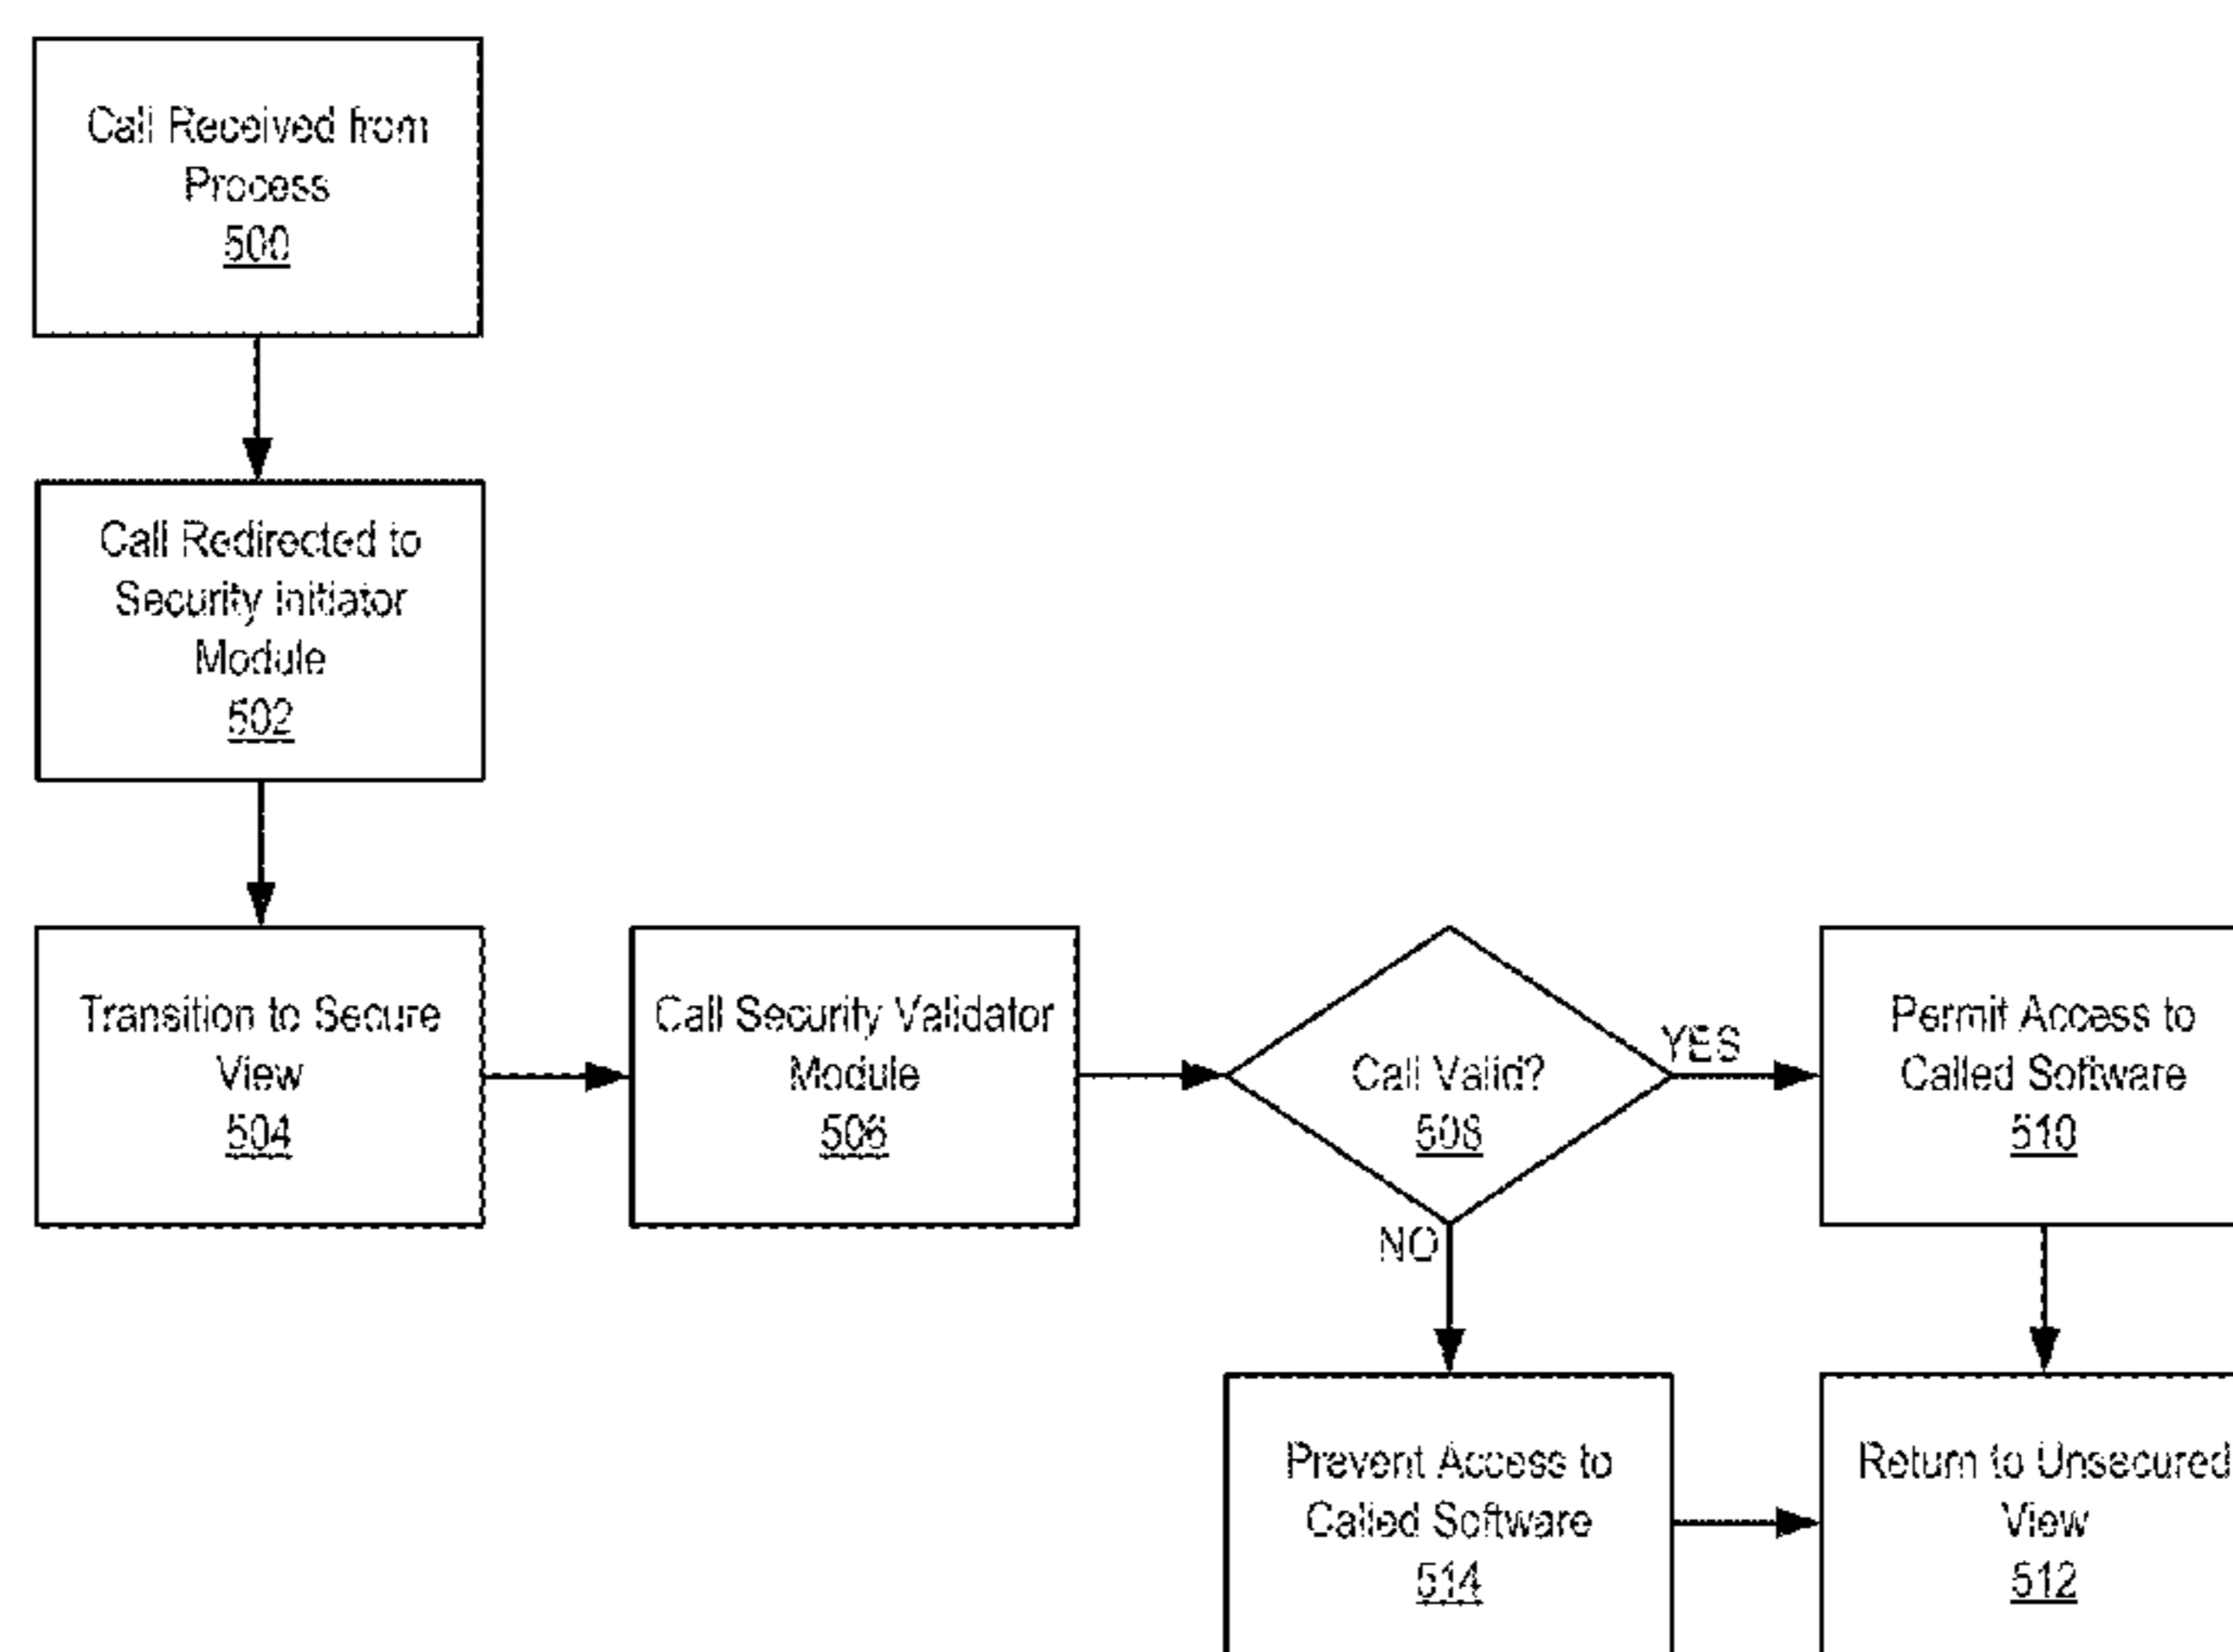 Call Received from
Process
500
Call Redirected to
Security Initiator
Module
502
Transition to Secure
View
504
Call Security Validator
Module
506
Call Valid?
508
YES
NO
Permit Access to
Called Software
510
Prevent Access to
Called Software
514
Return to Unsecured
View
512